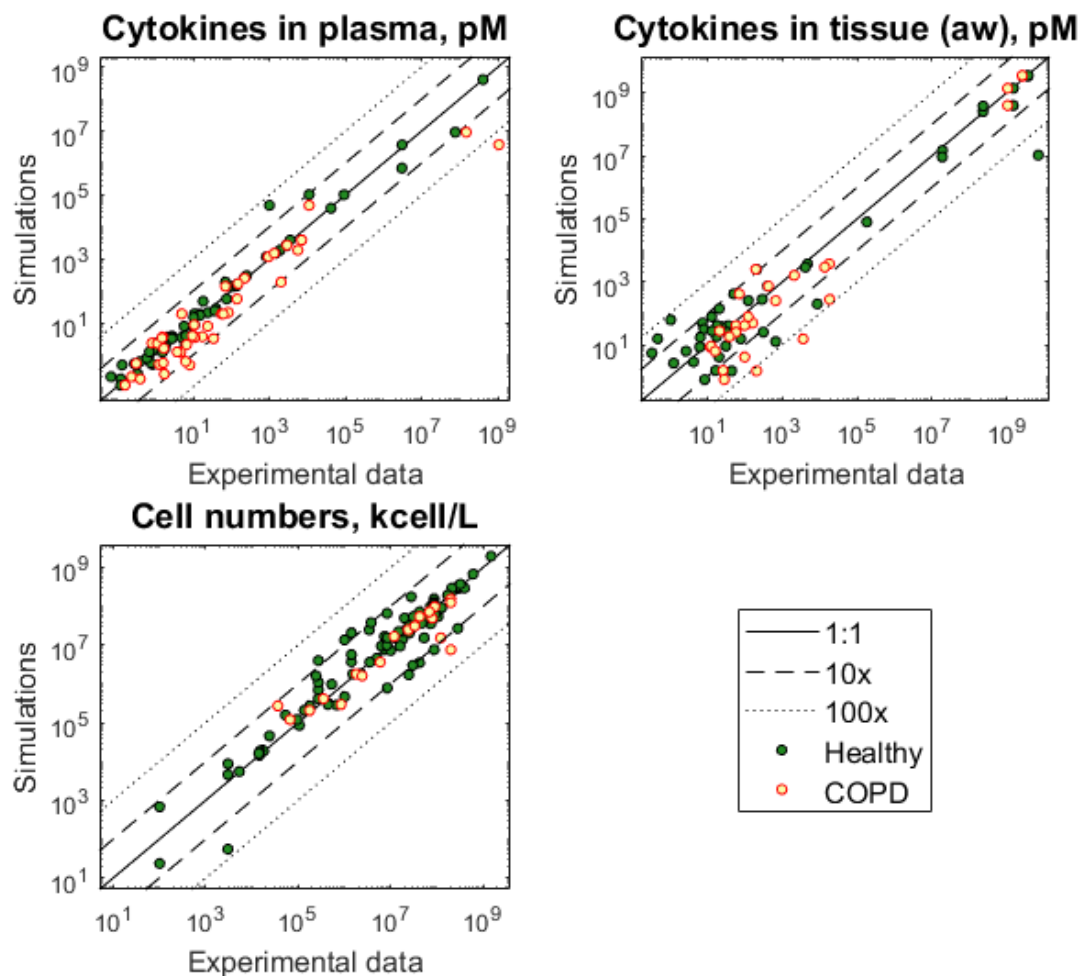 Cytokines in plasma, pM
10^9
10^7
10^5
10^3
10^1
Simulations
10^1 10^3 10^5 10^7 10^9
Experimental data
Cytokines in tissue (aw), pM
10^9
10^7
10^5
10^3
10^1
Simulations
10^1 10^3 10^5 10^7 10^9
Experimental data
Cell numbers, kcell/L
10^9
10^7
10^5
10^3
10^1
Simulations
10^1 10^3 10^5 10^7 10^9
Experimental data
1:1
10x
100x
Healthy
COPD